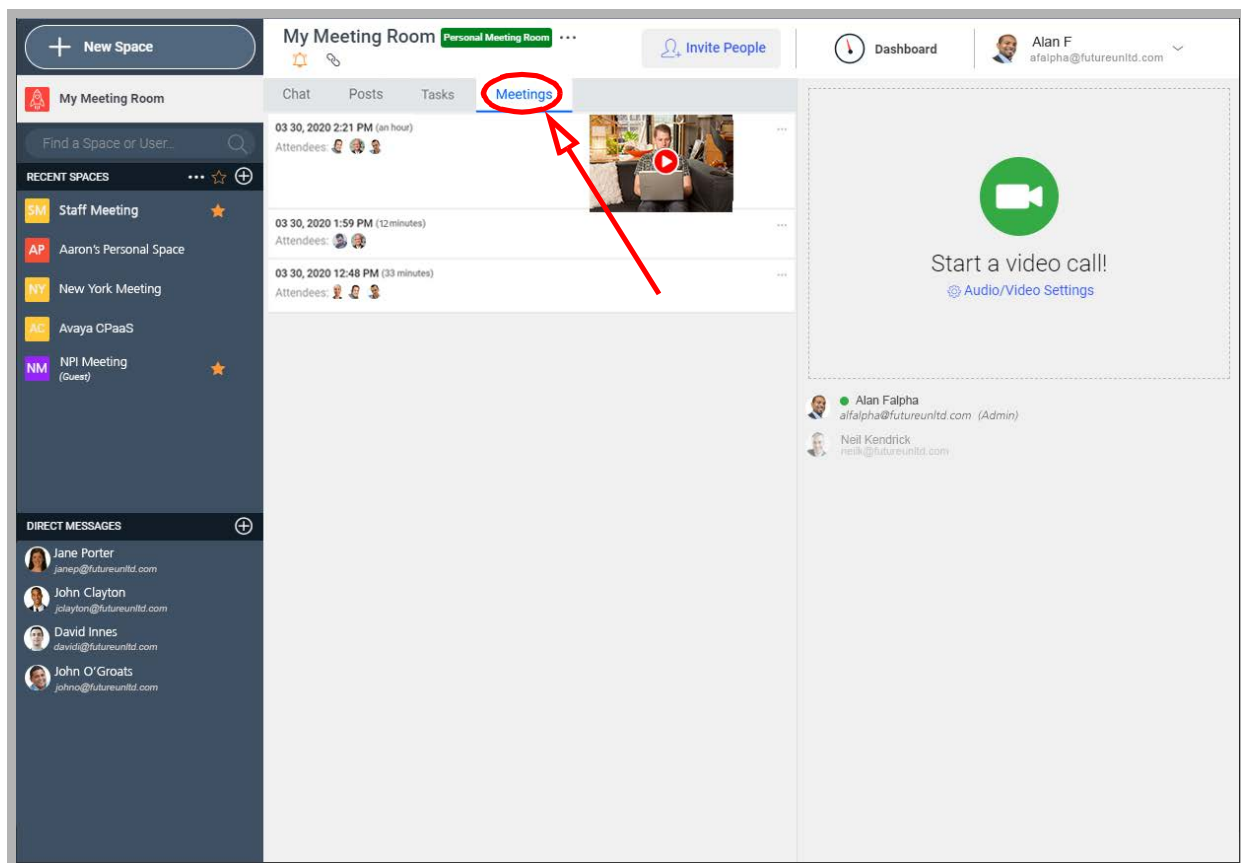 New Space
My Meeting Room
Find a Space or User..
RECENT SPACES
SM Staff Meeting
AP Aaron's Personal Space
NY New York Meeting
AC Avaya CPaaS
NM NPI Meeting
(Guest)
DIRECT MESSAGES
Jane Porter
janep@futureunltd.com
John Clayton
jclayton@futureunltd.com
David Innes
davidi@futureunltd.com
John O'Groats
johno@futureunltd.com
My Meeting Room Personal Meeting Room ...
Invite People
Dashboard
Alan F
afalpha@futureunltd.com
Chat Posts Tasks Meetings
03 30, 2020 2:21 PM (an hour)
Attendees:
03 30, 2020 1:59 PM (12minutes)
Attendees:
03 30, 2020 12:48 PM (33 minutes)
Attendees:
Start a video call!
Audio/Video Settings
Alan Falpha
alfalpha@futureunltd.com (Admin)
Neil Kendrick
neilk@futureunltd.com